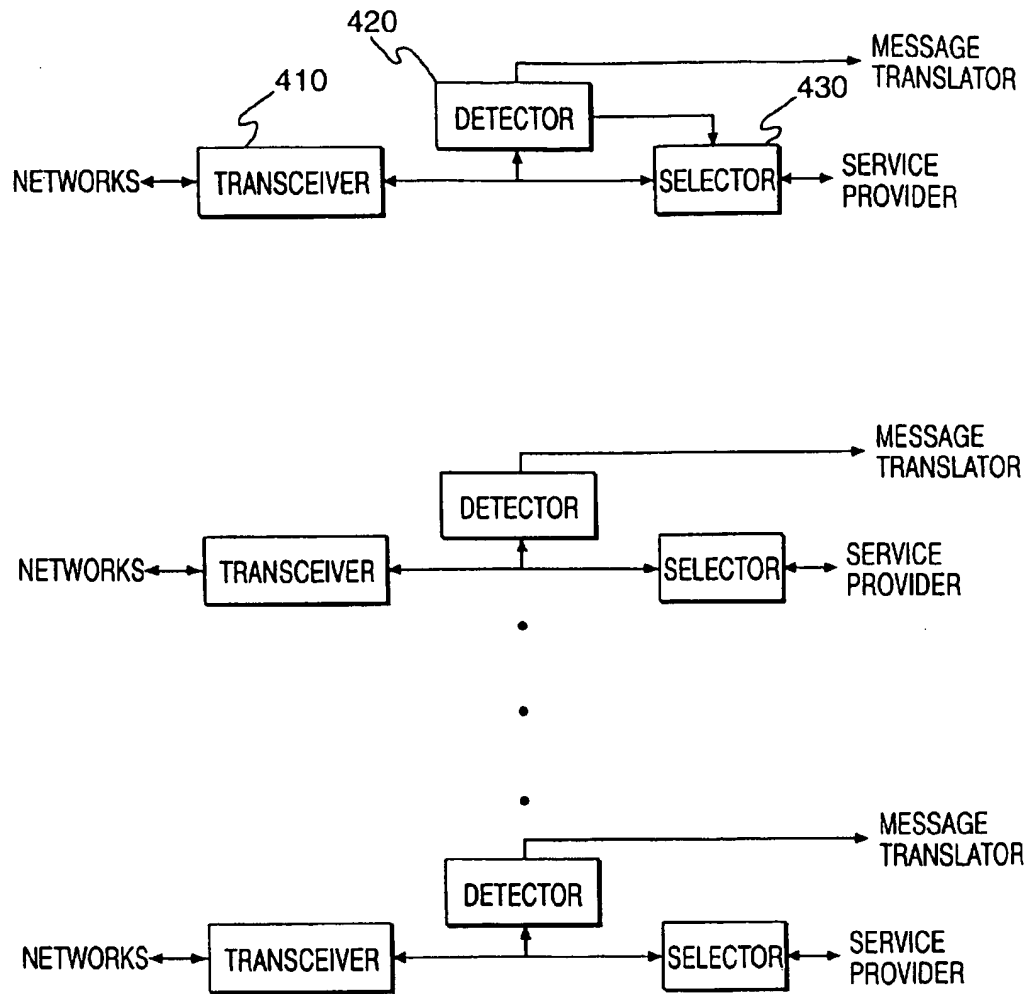 420
MESSAGE
TRANSLATOR
410
DETECTOR
430
NETWORKS
TRANSCEIVER
SELECTOR
SERVICE
PROVIDER
MESSAGE
TRANSLATOR
DETECTOR
NETWORKS
TRANSCEIVER
SELECTOR
SERVICE
PROVIDER
MESSAGE
TRANSLATOR
DETECTOR
NETWORKS
TRANSCEIVER
SELECTOR
SERVICE
PROVIDER